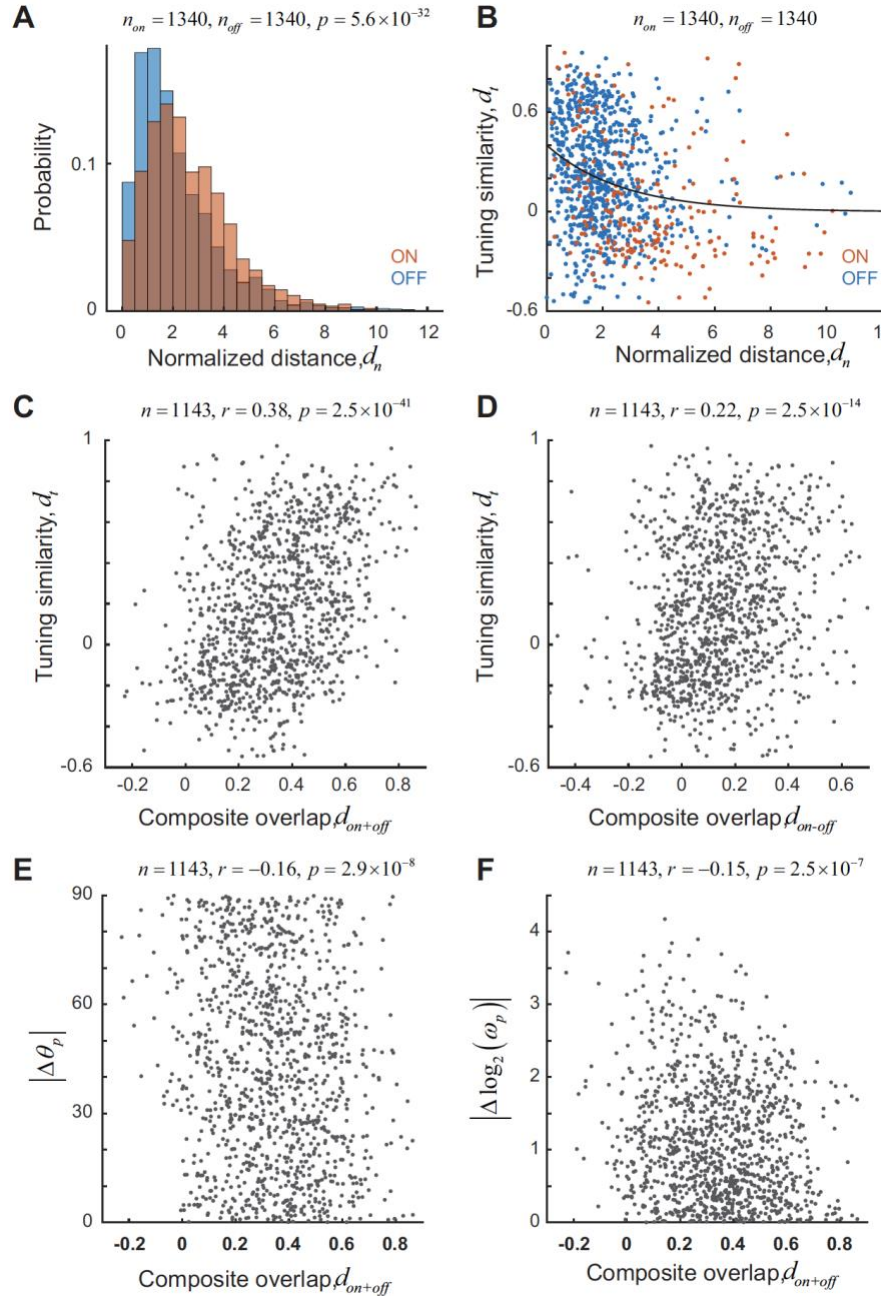 A
n_on = 1340, n_off = 1340, p = 5.6×10⁻³²
Probability
0.1
0
ON
OFF
0 2 4 6 8 10 12
Normalized distance,d_n
B
n_on = 1340, n_off = 1340
Tuning similarity, d_t
0.6
0
-0.6
ON
OFF
0 2 4 6 8 10 12
Normalized distance,d_n
C
n = 1143, r = 0.38, p = 2.5×10⁻⁴¹
Tuning similarity, d_t
1
0
-0.6
-0.2 0 0.2 0.4 0.6 0.8
Composite overlap,d_on+off
D
n = 1143, r = 0.22, p = 2.5×10⁻¹⁴
Tuning similarity, d_t
1
0
-0.6
-0.4 -0.2 0 0.2 0.4 0.6
Composite overlap,d_on-off
E
n = 1143, r = −0.16, p = 2.9×10⁻⁸
|Δθ_p|
90
60
30
0
-0.2 0 0.2 0.4 0.6 0.8
Composite overlap,d_on+off
F
n = 1143, r = −0.15, p = 2.5×10⁻⁷
|Δ log₂(ω_p)|
4
3
2
1
0
-0.2 0 0.2 0.4 0.6 0.8
Composite overlap,d_on+off